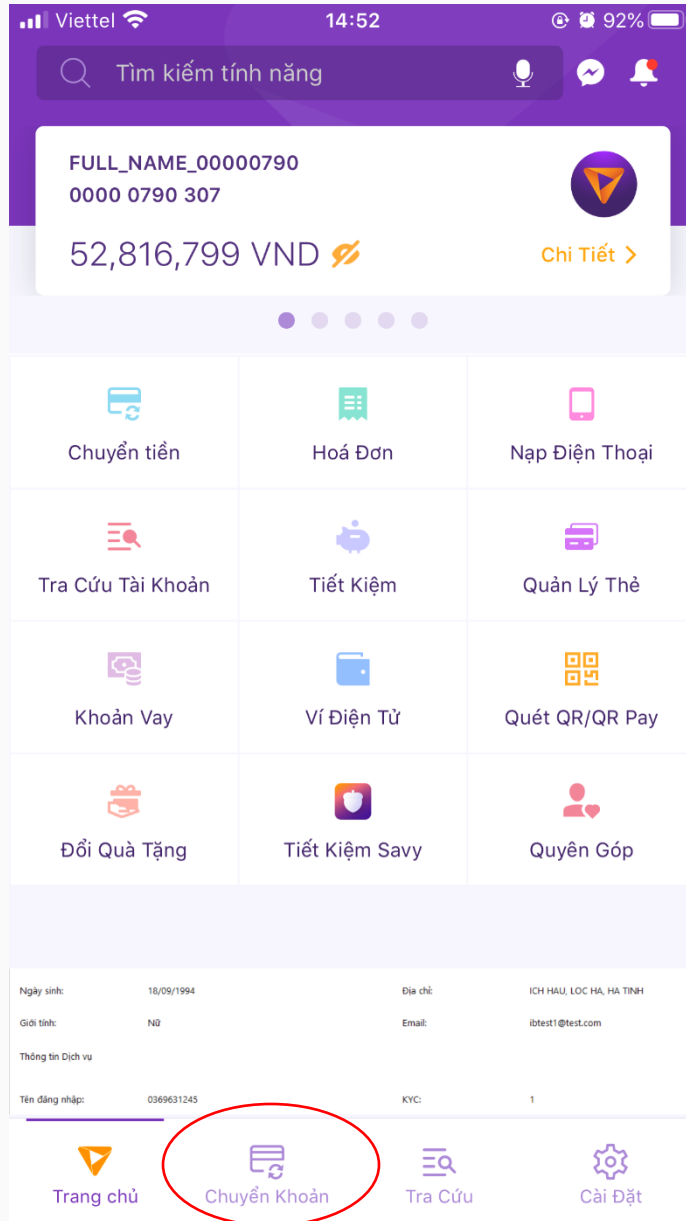 Viettel 14:52 92%
Tìm kiếm tính năng
FULL_NAME_00000790
0000 0790 307
52,816,799 VND
Chi Tiết
Chuyển tiền Hoá Đơn Nạp Điện Thoại
Tra Cứu Tài Khoản Tiết Kiệm Quản Lý Thẻ
Khoản Vay Ví Điện Tử Quét QR/QR Pay
Đổi Quà Tặng Tiết Kiệm Savy Quyên Góp
Ngày sinh: 18/09/1994 Địa chỉ: ICH HAU, LOC HA, HA TINH
Giới tính: Nữ Email: ibtest1@test.com
Thông tin Dịch vụ
Tên đăng nhập: 0369631245 KYC: 1
Trang chủ Chuyển Khoản Tra Cứu Cài Đặt